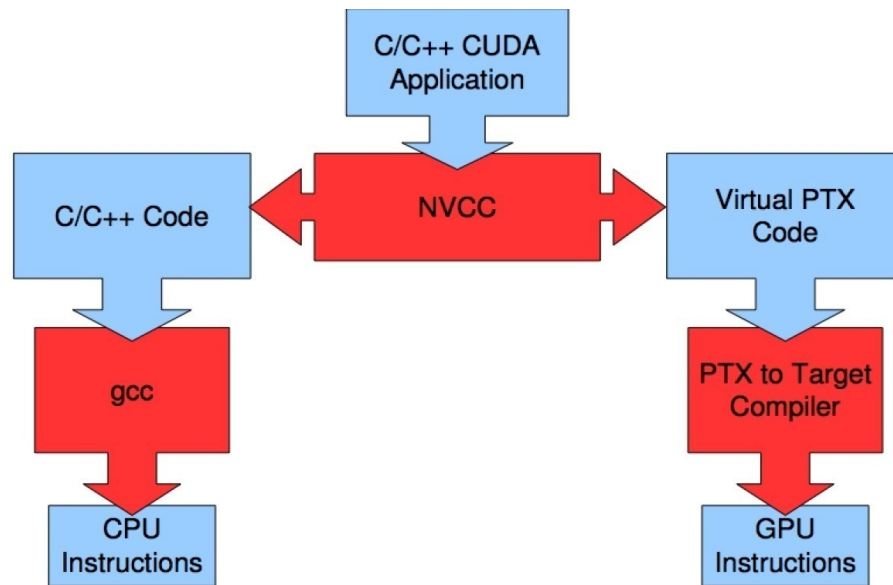 C/C++ CUDA
Application
C/C++ Code
NVCC
Virtual PTX
Code
gcc
PTX to Target
Compiler
CPU
Instructions
GPU
Instructions